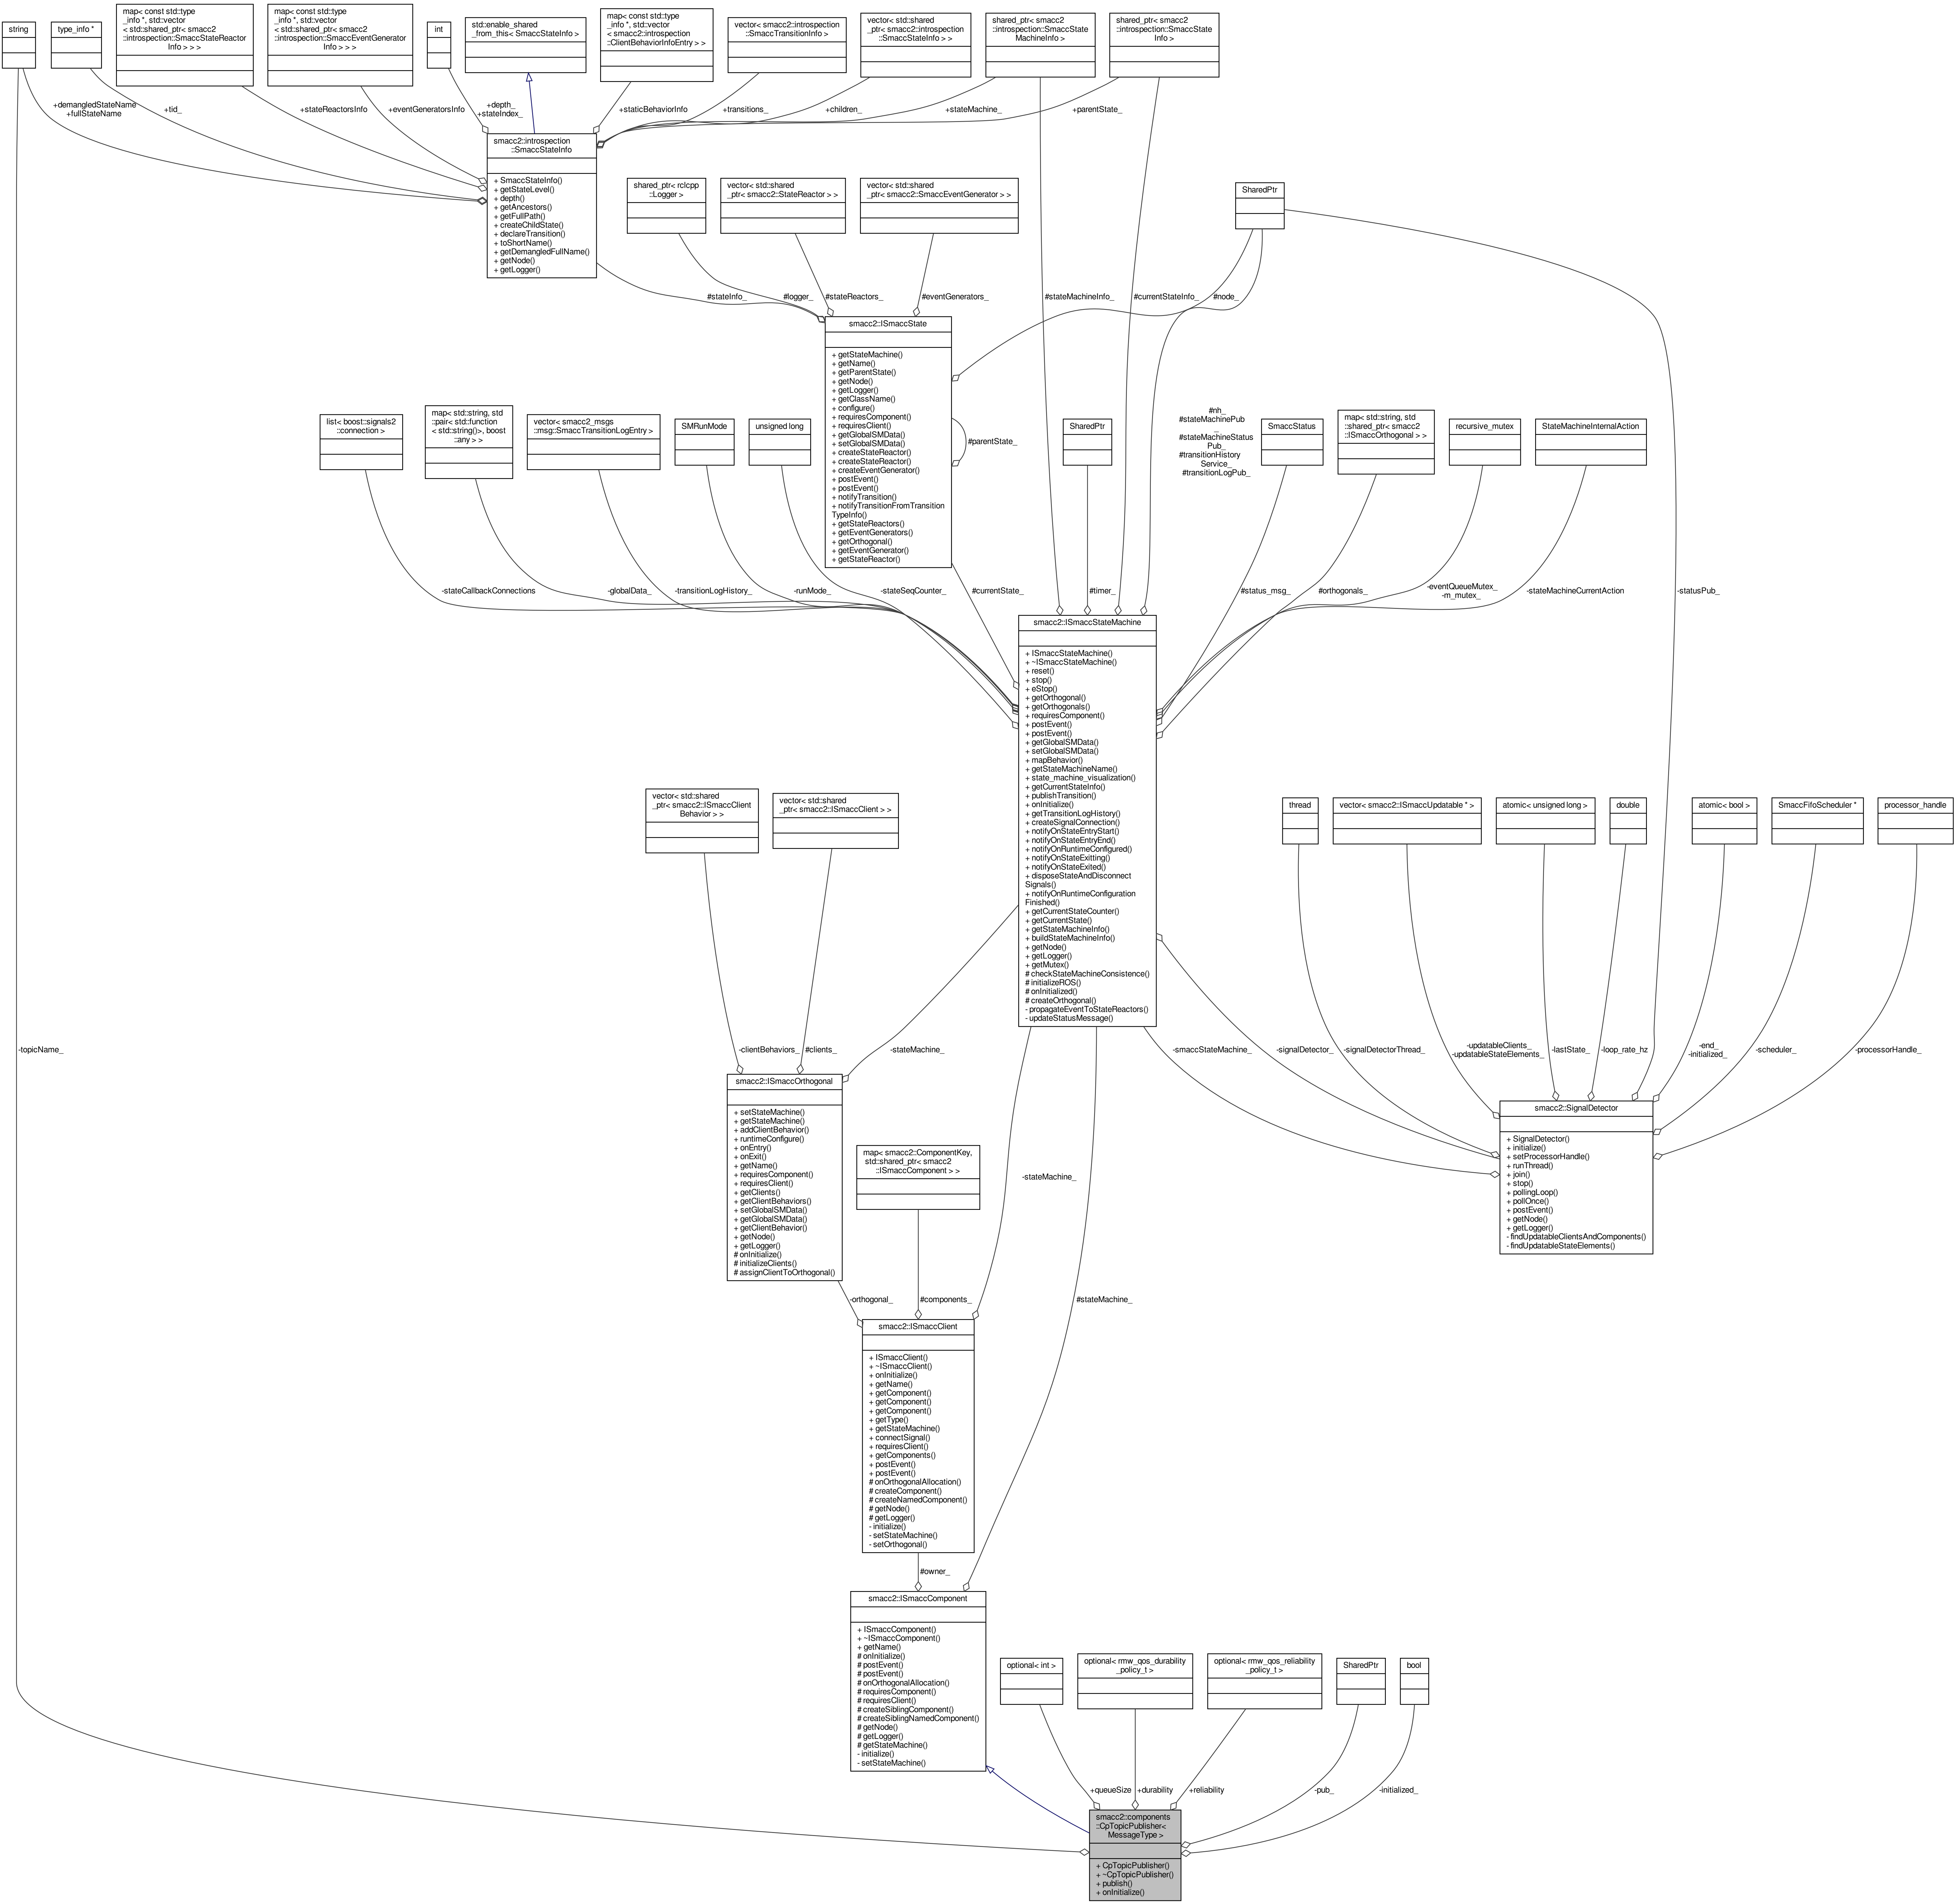 string
type_info *
map< const std::type
_info *, std::vector
< std::shared_ptr< smacc2
::introspection::SmaccStateReactor
Info > > >
map< const std::type
_info *, std::vector
< std::shared_ptr< smacc2
::introspection::SmaccEventGenerator
Info > > >
int
std::enable_shared
_from_this< SmaccStateInfo >
map< const std::type
_info *, std::vector
< smacc2::introspection
::ClientBehaviorInfoEntry > >
vector< smacc2::introspection
::SmaccTransitionInfo >
vector< std::shared
_ptr< smacc2::introspection
::SmaccStateInfo > >
shared_ptr< smacc2
::introspection::SmaccState
MachineInfo >
shared_ptr< smacc2
::introspection::SmaccState
Info >
+demangledStateName
+fullStateName
+tid_
+stateReactorsInfo
+eventGeneratorsInfo
+depth_
+stateIndex_
+staticBehaviorInfo
+transitions_
+children_
+stateMachine_
+parentState_
smacc2::introspection
::SmaccStateInfo
+ SmaccStateInfo()
+ getStateLevel()
+ depth()
+ getAncestors()
+ getFullPath()
+ createChildState()
+ declareTransition()
+ toShortName()
+ getDemangledFullName()
+ getNode()
+ getLogger()
shared_ptr< rclcpp
::Logger >
vector< std::shared
_ptr< smacc2::StateReactor > >
vector< std::shared
_ptr< smacc2::SmaccEventGenerator > >
SharedPtr
#stateInfo_
#logger_
#stateReactors_
#eventGenerators_
#stateMachineInfo_
#currentStateInfo_
#node_
smacc2::ISmaccState
+ getStateMachine()
+ getName()
+ getParentState()
+ getNode()
+ getLogger()
+ getClassName()
+ configure()
+ requiresComponent()
+ requiresClient()
+ getGlobalSMData()
+ setGlobalSMData()
+ createStateReactor()
+ createStateReactor()
+ createEventGenerator()
+ postEvent()
+ postEvent()
+ notifyTransition()
+ notifyTransitionFromTransition
TypeInfo()
+ getStateReactors()
+ getEventGenerators()
+ getOrthogonal()
+ getEventGenerator()
+ getStateReactor()
#parentState_
list< boost::signals2
::connection >
map< std::string, std
::pair< std::function
< std::string()>, boost
::any > >
vector< smacc2_msgs
::msg::SmaccTransitionLogEntry >
SMRunMode
unsigned long
SharedPtr
#nh_
#stateMachinePub
_
#stateMachineStatus
Pub_
#transitionHistory
Service_
#transitionLogPub_
SmaccStatus
map< std::string, std
::shared_ptr< smacc2
::ISmaccOrthogonal > >
recursive_mutex
StateMachineInternalAction
-stateCallbackConnections
-globalData_
-transitionLogHistory_
-runMode_
-stateSeqCounter_
#currentState_
#timer_
#status_msg_
#orthogonals_
-eventQueueMutex_
-m_mutex_
-stateMachineCurrentAction
-statusPub_
smacc2::ISmaccStateMachine
+ ISmaccStateMachine()
+ ~ISmaccStateMachine()
+ reset()
+ stop()
+ eStop()
+ getOrthogonal()
+ getOrthogonals()
+ requiresComponent()
+ postEvent()
+ postEvent()
+ getGlobalSMData()
+ setGlobalSMData()
+ mapBehavior()
+ getStateMachineName()
+ state_machine_visualization()
+ getCurrentStateInfo()
+ publishTransition()
+ onInitialize()
+ getTransitionLogHistory()
+ createSignalConnection()
+ notifyOnStateEntryStart()
+ notifyOnStateEntryEnd()
+ notifyOnRuntimeConfigured()
+ notifyOnStateExitting()
+ notifyOnStateExited()
+ disposeStateAndDisconnect
Signals()
+ notifyOnRuntimeConfiguration
Finished()
+ getCurrentStateCounter()
+ getCurrentState()
+ getStateMachineInfo()
+ buildStateMachineInfo()
+ getNode()
+ getLogger()
+ getMutex()
# checkStateMachineConsistence()
# initializeROS()
# onInitialized()
# createOrthogonal()
- propagateEventToStateReactors()
- updateStatusMessage()
vector< std::shared
_ptr< smacc2::ISmaccClient
Behavior > >
vector< std::shared
_ptr< smacc2::ISmaccClient > >
thread
vector< smacc2::ISmaccUpdatable * >
atomic< unsigned long >
double
atomic< bool >
SmaccFifoScheduler *
processor_handle
-topicName_
-clientBehaviors_
#clients_
-stateMachine_
-smaccStateMachine_
-signalDetector_
-signalDetectorThread_
-updatableClients_
-updatableStateElements_
-lastState_
-loop_rate_hz
-end_
-initialized_
-scheduler_
-processorHandle_
smacc2::ISmaccOrthogonal
+ setStateMachine()
+ getStateMachine()
+ addClientBehavior()
+ runtimeConfigure()
+ onEntry()
+ onExit()
+ getName()
+ requiresComponent()
+ requiresClient()
+ getClients()
+ getClientBehaviors()
+ setGlobalSMData()
+ getGlobalSMData()
+ getClientBehavior()
+ getNode()
+ getLogger()
# onInitialize()
# initializeClients()
# assignClientToOrthogonal()
smacc2::SignalDetector
+ SignalDetector()
+ initialize()
+ setProcessorHandle()
+ runThread()
+ join()
+ stop()
+ pollingLoop()
+ pollOnce()
+ postEvent()
+ getNode()
+ getLogger()
- findUpdatableClientsAndComponents()
- findUpdatableStateElements()
map< smacc2::ComponentKey,
std::shared_ptr< smacc2
::ISmaccComponent > >
-stateMachine_
-orthogonal_
#components_
#stateMachine_
smacc2::ISmaccClient
+ ISmaccClient()
+ ~ISmaccClient()
+ onInitialize()
+ getName()
+ getComponent()
+ getComponent()
+ getComponent()
+ getType()
+ getStateMachine()
+ connectSignal()
+ requiresClient()
+ getComponents()
+ postEvent()
+ postEvent()
# onOrthogonalAllocation()
# createComponent()
# createNamedComponent()
# getNode()
# getLogger()
- initialize()
- setStateMachine()
- setOrthogonal()
#owner_
smacc2::ISmaccComponent
+ ISmaccComponent()
+ ~ISmaccComponent()
+ getName()
# onInitialize()
# postEvent()
# postEvent()
# onOrthogonalAllocation()
# requiresComponent()
# requiresClient()
# createSiblingComponent()
# createSiblingNamedComponent()
# getNode()
# getLogger()
# getStateMachine()
- initialize()
- setStateMachine()
optional< int >
optional< rmw_qos_durability
_policy_t >
optional< rmw_qos_reliability
_policy_t >
SharedPtr
bool
+queueSize
+durability
+reliability
-pub_
-initialized_
smacc2::components
::CpTopicPublisher<
MessageType >
+ CpTopicPublisher()
+ ~CpTopicPublisher()
+ publish()
+ onInitialize()